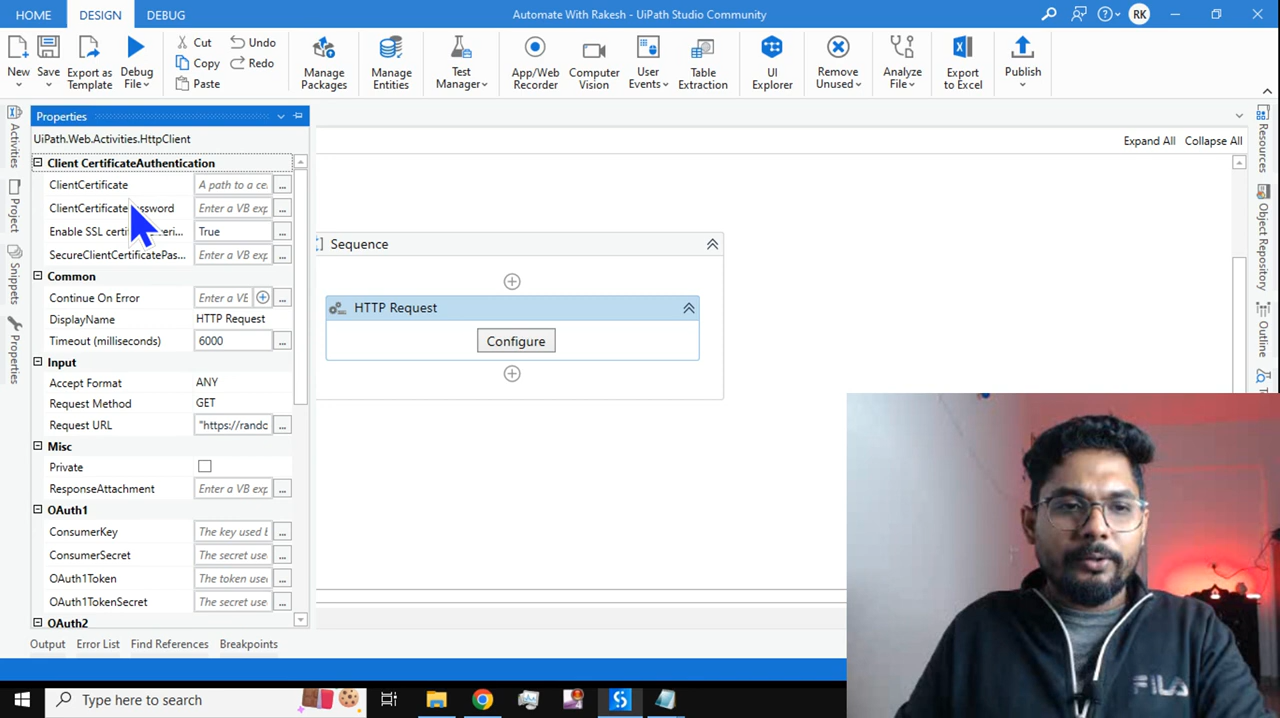 HOME DESIGN DEBUG Automate With Rakesh - UiPath Studio Community RK
New Save Export as Template Debug File Cut Copy Paste Undo Redo Manage Packages Manage Entities Test Manager App/Web Recorder Computer Vision User Events Table Extraction UI Explorer Remove Unused Analyze File Export to Excel Publish
Properties
UiPath.Web.Activities.HttpClient
Expand All Collapse All
Client CertificateAuthentication
ClientCertificate A path to a ce
ClientCertificate Enter a VB exp
Enable SSL True
SecureClientCertificatePas...
Enter a VB exp
Common
Continue On Error Enter a VE
DisplayName HTTP Request
Timeout (milliseconds) 6000
Input
Accept Format ANY
Request Method GET
Request URL "https://randc
Misc
Private
ResponseAttachment Enter a VB exp
OAuth1
ConsumerKey The key used b
ConsumerSecret The secret use
OAuth1Token The token used
OAuth1TokenSecret The secret use
OAuth2
Sequence
HTTP Request
Configure
Activities
Project
Snippets
Properties
Resources
Object Repository
Outline
Output Error List Find References Breakpoints
Type here to search
FILA